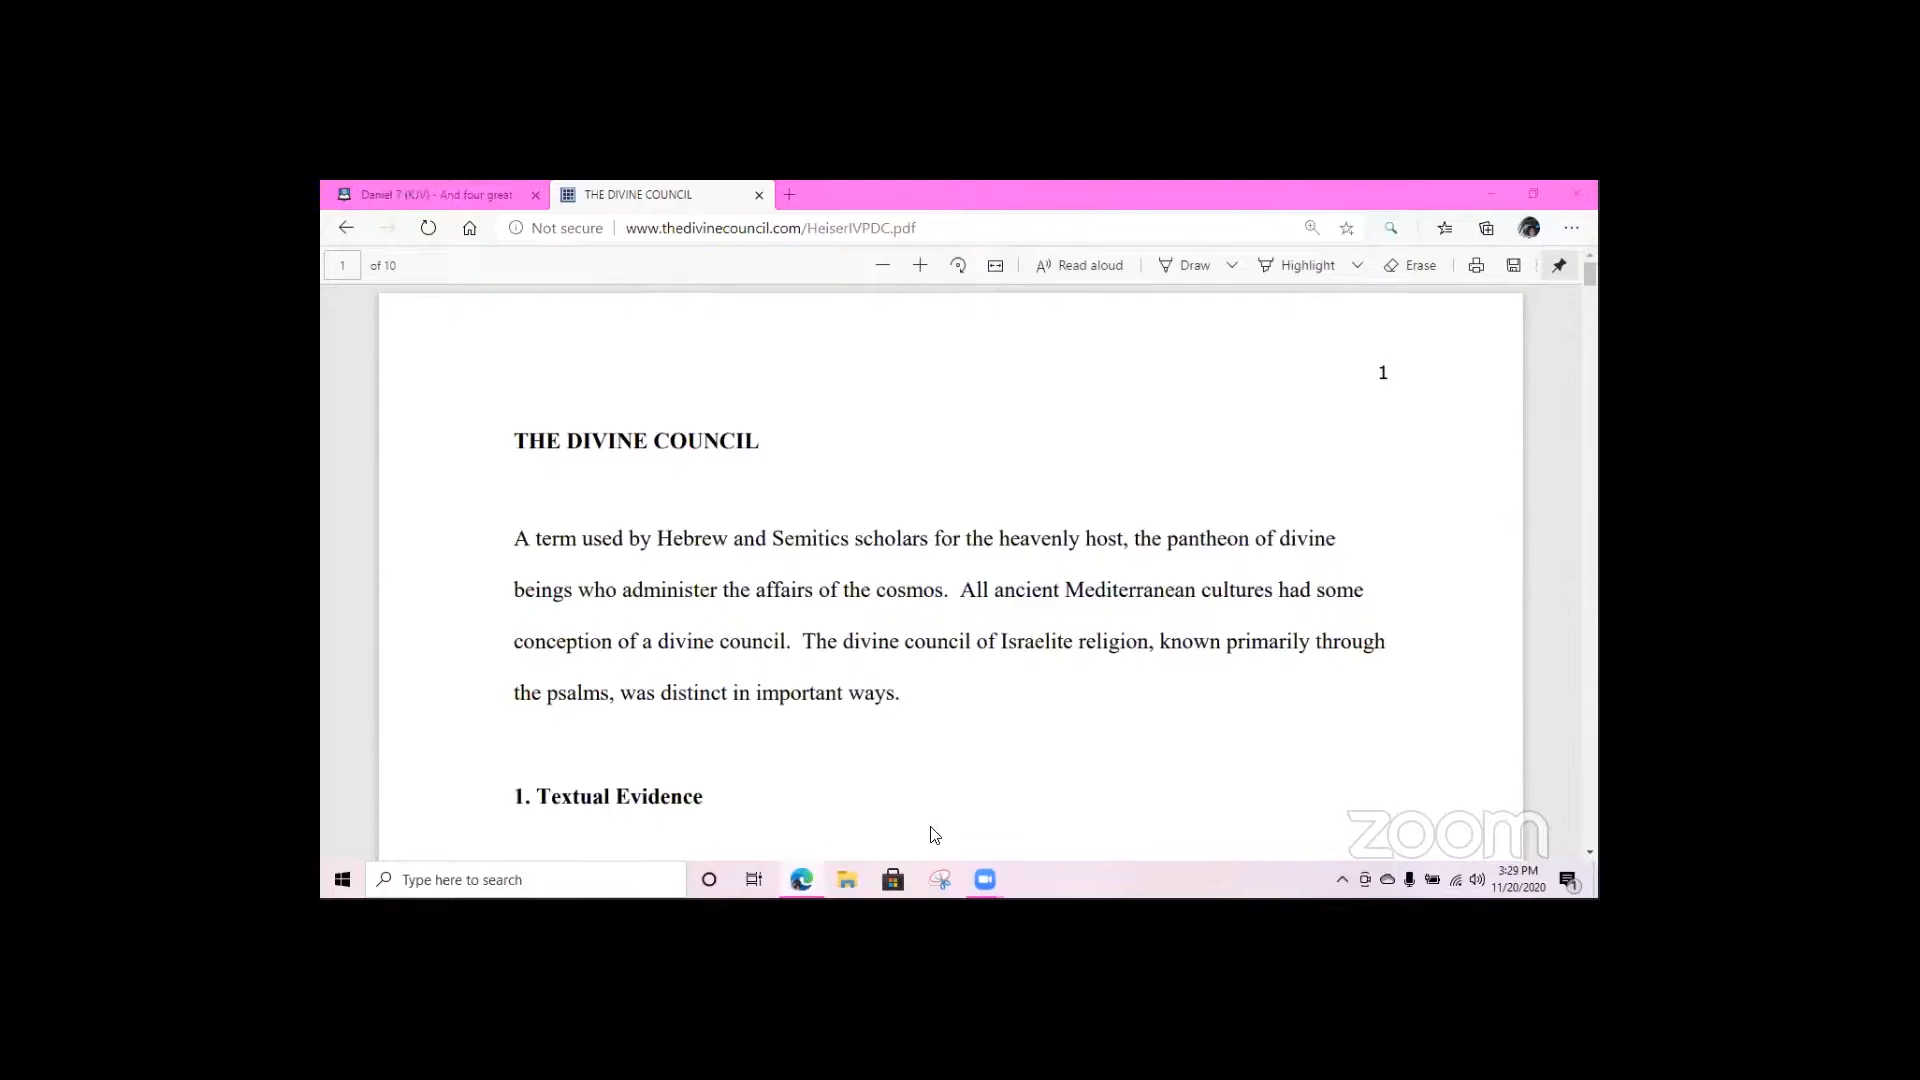 Daniel 7 (KJV) - And four great
THE DIVINE COUNCIL
Not secure
www.thedivinecouncil.com/HeiserIVPDC.pdf
1 of 10
Read aloud
Draw
Highlight
Erase
1
THE DIVINE COUNCIL
A term used by Hebrew and Semitics scholars for the heavenly host, the pantheon of divine
beings who administer the affairs of the cosmos. All ancient Mediterranean cultures had some
conception of a divine council. The divine council of Israelite religion, known primarily through
the psalms, was distinct in important ways.
1. Textual Evidence
zoom
Type here to search
3:29 PM
11/20/2020
1